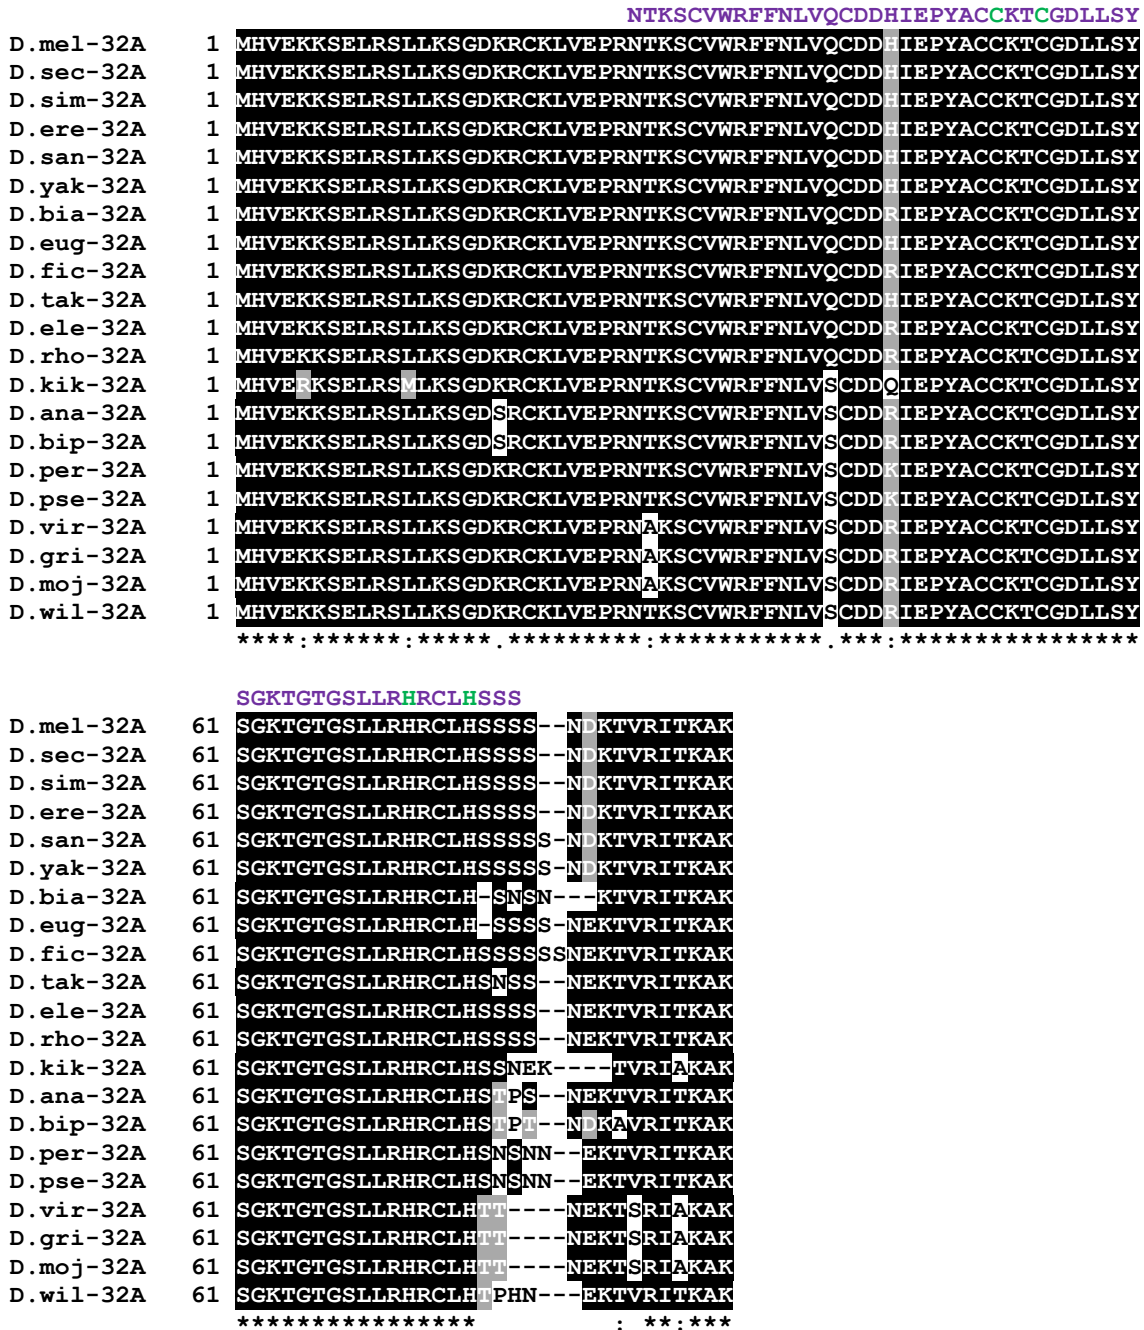 NTKSCVWRFFNLVQCDDHIEPYACCKTCGDLLSY
D.mel-32A 1 MHVEKKSELRSLLKSGDKRCKLVEPRNTKSCVWRFFNLVQCDDHIEPYACCKTCGDLLSY
D.sec-32A 1 MHVEKKSELRSLLKSGDKRCKLVEPRNTKSCVWRFFNLVQCDDHIEPYACCKTCGDLLSY
D.sim-32A 1 MHVEKKSELRSLLKSGDKRCKLVEPRNTKSCVWRFFNLVQCDDHIEPYACCKTCGDLLSY
D.ere-32A 1 MHVEKKSELRSLLKSGDKRCKLVEPRNTKSCVWRFFNLVQCDDHIEPYACCKTCGDLLSY
D.san-32A 1 MHVEKKSELRSLLKSGDKRCKLVEPRNTKSCVWRFFNLVQCDDHIEPYACCKTCGDLLSY
D.yak-32A 1 MHVEKKSELRSLLKSGDKRCKLVEPRNTKSCVWRFFNLVQCDDHIEPYACCKTCGDLLSY
D.bia-32A 1 MHVEKKSELRSLLKSGDKRCKLVEPRNTKSCVWRFFNLVQCDDRIEPYACCKTCGDLLSY
D.eug-32A 1 MHVEKKSELRSLLKSGDKRCKLVEPRNTKSCVWRFFNLVQCDDHIEPYACCKTCGDLLSY
D.fic-32A 1 MHVEKKSELRSLLKSGDKRCKLVEPRNTKSCVWRFFNLVQCDDRIEPYACCKTCGDLLSY
D.tak-32A 1 MHVEKKSELRSLLKSGDKRCKLVEPRNTKSCVWRFFNLVQCDDHIEPYACCKTCGDLLSY
D.ele-32A 1 MHVEKKSELRSLLKSGDKRCKLVEPRNTKSCVWRFFNLVQCDDRIEPYACCKTCGDLLSY
D.rho-32A 1 MHVEKKSELRSLLKSGDKRCKLVEPRNTKSCVWRFFNLVQCDDRIEPYACCKTCGDLLSY
D.kik-32A 1 MHVERKSELRSMLKSGDKRCKLVEPRNTKSCVWRFFNLVSCDDQIEPYACCKTCGDLLSY
D.ana-32A 1 MHVEKKSELRSLLKSGDSRCKLVEPRNTKSCVWRFFNLVSCDDRIEPYACCKTCGDLLSY
D.bip-32A 1 MHVEKKSELRSLLKSGDSRCKLVEPRNTKSCVWRFFNLVSCDDRIEPYACCKTCGDLLSY
D.per-32A 1 MHVEKKSELRSLLKSGDKRCKLVEPRNTKSCVWRFFNLVSCDDKIEPYACCKTCGDLLSY
D.pse-32A 1 MHVEKKSELRSLLKSGDKRCKLVEPRNTKSCVWRFFNLVSCDDKIEPYACCKTCGDLLSY
D.vir-32A 1 MHVEKKSELRSLLKSGDKRCKLVEPRNAKSCVWRFFNLVSCDDRIEPYACCKTCGDLLSY
D.gri-32A 1 MHVEKKSELRSLLKSGDKRCKLVEPRNAKSCVWRFFNLVSCDDRIEPYACCKTCGDLLSY
D.moj-32A 1 MHVEKKSELRSLLKSGDKRCKLVEPRNAKSCVWRFFNLVSCDDRIEPYACCKTCGDLLSY
D.wil-32A 1 MHVEKKSELRSLLKSGDKRCKLVEPRNTKSCVWRFFNLVSCDDRIEPYACCKTCGDLLSY
****:******:*****.*********:***********.***:****************
SGKTGTGSLLRHRCLHSSS
D.mel-32A 61 SGKTGTGSLLRHRCLHSSSS--NDKTVRITKAK
D.sec-32A 61 SGKTGTGSLLRHRCLHSSSS--NDKTVRITKAK
D.sim-32A 61 SGKTGTGSLLRHRCLHSSSS--NDKTVRITKAK
D.ere-32A 61 SGKTGTGSLLRHRCLHSSSS--NDKTVRITKAK
D.san-32A 61 SGKTGTGSLLRHRCLHSSSSS-NDKTVRITKAK
D.yak-32A 61 SGKTGTGSLLRHRCLHSSSSS-NDKTVRITKAK
D.bia-32A 61 SGKTGTGSLLRHRCLH-SNSN---KTVRITKAK
D.eug-32A 61 SGKTGTGSLLRHRCLH-SSSS-NEKTVRITKAK
D.fic-32A 61 SGKTGTGSLLRHRCLHSSSSSSNEKTVRITKAK
D.tak-32A 61 SGKTGTGSLLRHRCLHSNSS--NEKTVRITKAK
D.ele-32A 61 SGKTGTGSLLRHRCLHSSSS--NEKTVRITKAK
D.rho-32A 61 SGKTGTGSLLRHRCLHSSSS--NEKTVRITKAK
D.kik-32A 61 SGKTGTGSLLRHRCLHSSNEK----TVRIAKAK
D.ana-32A 61 SGKTGTGSLLRHRCLHSTPS--NEKTVRITKAK
D.bip-32A 61 SGKTGTGSLLRHRCLHSTPT--NDKAVRITKAK
D.per-32A 61 SGKTGTGSLLRHRCLHSNSNN--EKTVRITKAK
D.pse-32A 61 SGKTGTGSLLRHRCLHSNSNN--EKTVRITKAK
D.vir-32A 61 SGKTGTGSLLRHRCLHTT----NEKTSRIAKAK
D.gri-32A 61 SGKTGTGSLLRHRCLHTT----NEKTSRIAKAK
D.moj-32A 61 SGKTGTGSLLRHRCLHTT----NEKTSRIAKAK
D.wil-32A 61 SGKTGTGSLLRHRCLHTPHN---EKTVRITKAK
**************** : **:***